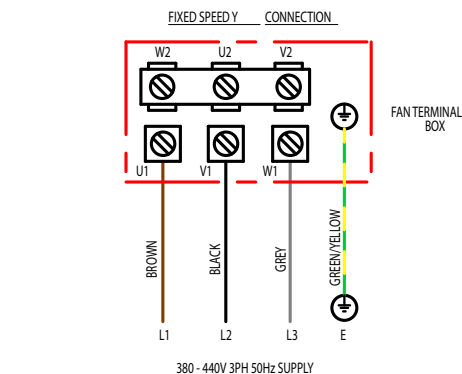 FIXED SPEED Y CONNECTION
W2 U2 V2
FAN TERMINAL
BOX
U1 V1 W1
BROWN
BLACK
GREY
GREEN/YELLOW
L1 L2 L3 E
380 - 440V 3PH 50Hz SUPPLY